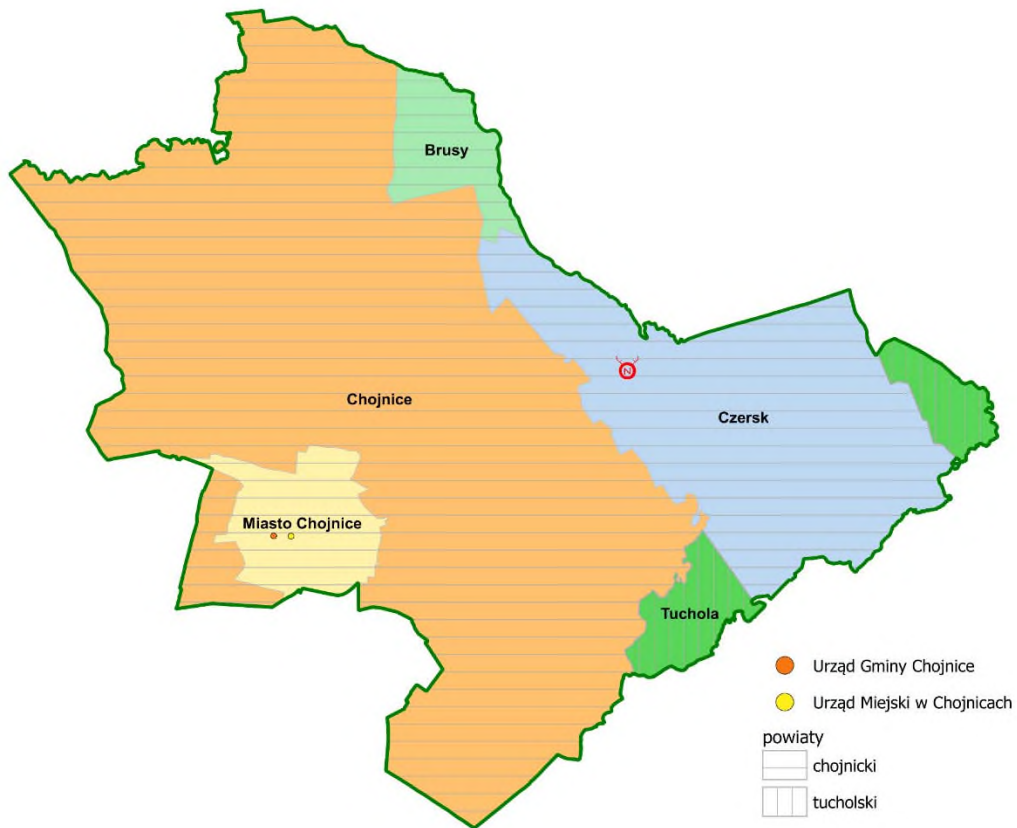 Brusy
Chojnice
Czersk
Miasto Chojnice
Tuchola
N
Urząd Gminy Chojnice
Urząd Miejski w Chojnicach
powiaty
chojnicki
tucholski